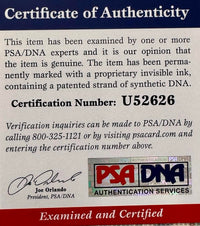 Certificate of Authenticity
This item has been examined by one or more
PSA/DNA experts and it is our opinion that
the item is genuine. The item has been
permanently marked with a proprietary invisible ink,
containing a patented strand of synthetic DNA.
Certification Number: U52626
Verification inquiries can be made to PSA/DNA by
calling 800-325-1121 or by visiting psacard.com and
entering the certification number above.
Joe Orlando
President, PSA/DNA
PSA DNA
AUTHENTICATION SERVICES
Examined and Certified